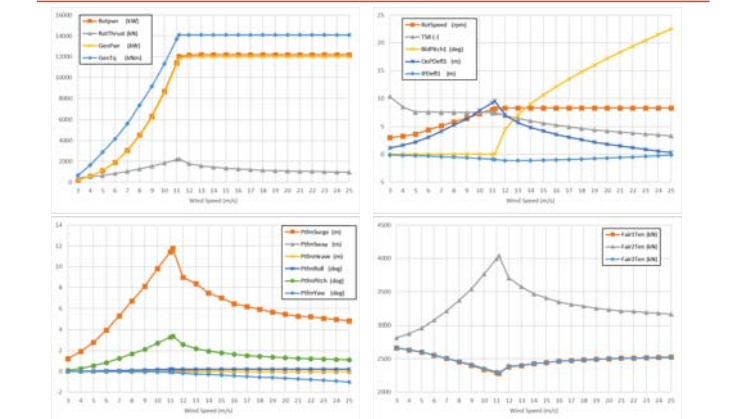 16000
14000
12000
10000
8000
6000
4000
2000
0
Rotpwr (kW)
RotThrust (kN)
GenPwr (kW)
GenTq (kNm)
3 4 5 6 7 8 9 10 11 12 13 14 15 16 17 18 19 20 21 22 23 24 25
Wind Speed (m/s)
25
20
15
10
5
0
-5
RotSpeed (rpm)
TSR (-)
BldPitch1 (deg)
OoPDefl1 (m)
IPDefl1 (m)
3 4 5 6 7 8 9 10 11 12 13 14 15 16 17 18 19 20 21 22 23 24 25
Wind Speed (m/s)
14
12
10
8
6
4
2
0
-2
PtfmSurge (m)
PtfmSway (m)
PtfmHeave (m)
PtfmRoll (deg)
PtfmPitch (deg)
PtfmYaw (deg)
3 4 5 6 7 8 9 10 11 12 13 14 15 16 17 18 19 20 21 22 23 24 25
Wind Speed (m/s)
4500
4000
3500
3000
2500
2000
Fair1Ten (kN)
Fair2Ten (kN)
Fair3Ten (kN)
3 4 5 6 7 8 9 10 11 12 13 14 15 16 17 18 19 20 21 22 23 24 25
Wind Speed (m/s)